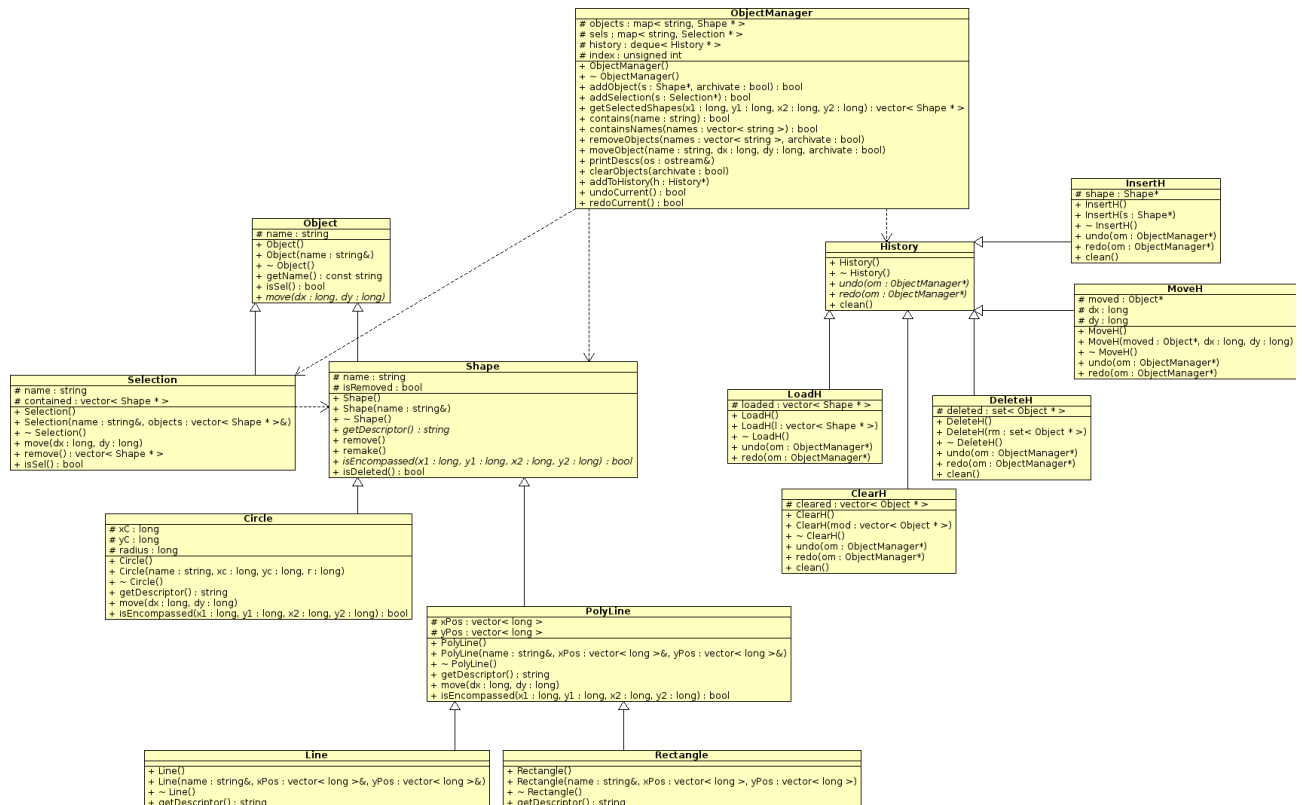 ObjectManager
# objects : map< string, Shape * >
# sels : map< string, Selection * >
# history : deque< History * >
# index : unsigned int
+ ObjectManager()
+ ~ ObjectManager()
+ addObject(s : Shape*, archivate : bool) : bool
+ addSelection(s : Selection*) : bool
+ getSelectedShapes(x1 : long, y1 : long, x2 : long, y2 : long) : vector< Shape * >
+ contains(name : string) : bool
+ containsNames(names : vector< string >) : bool
+ removeObjects(names : vector< string >, archivate : bool)
+ moveObject(name : string, dx : long, dy : long, archivate : bool)
+ printDescs(os : ostream&)
+ clearObjects(archivate : bool)
+ addToHistory(h : History*)
+ undoCurrent() : bool
+ redoCurrent() : bool
InsertH
# shape : Shape*
+ InsertH()
+ InsertH(s : Shape*)
+ ~ InsertH()
+ undo(om : ObjectManager*)
+ redo(om : ObjectManager*)
+ clean()
Object
# name : string
+ Object()
+ Object(name : string&)
+ ~ Object()
+ getName() : const string
+ isSel() : bool
+ move(dx : long, dy : long)
History
+ History()
+ ~ History()
+ undo(om : ObjectManager*)
+ redo(om : ObjectManager*)
+ clean()
MoveH
# moved : Object*
# dx : long
# dy : long
+ MoveH()
+ MoveH(moved : Object*, dx : long, dy : long)
+ ~ MoveH()
+ undo(om : ObjectManager*)
+ redo(om : ObjectManager*)
Selection
# name : string
# contained : vector< Shape * >
+ Selection()
+ Selection(name : string&, objects : vector< Shape * >&)
+ ~ Selection()
+ move(dx : long, dy : long)
+ remove() : vector< Shape * >
+ isSel() : bool
Shape
# name : string
# isRemoved : bool
+ Shape()
+ Shape(name : string&)
+ ~ Shape()
+ getDescriptor() : string
+ remove()
+ remake()
+ isEncompassed(x1 : long, y1 : long, x2 : long, y2 : long) : bool
+ isDeleted() : bool
LoadH
# loaded : vector< Shape * >
+ LoadH()
+ LoadH(l : vector< Shape * >)
+ ~ LoadH()
+ undo(om : ObjectManager*)
+ redo(om : ObjectManager*)
DeleteH
# deleted : set< Object * >
+ DeleteH()
+ DeleteH(rm : set< Object * >)
+ ~ DeleteH()
+ undo(om : ObjectManager*)
+ redo(om : ObjectManager*)
+ clean()
ClearH
# cleared : vector< Object * >
+ ClearH()
+ ClearH(mod : vector< Object * >)
+ ~ ClearH()
+ undo(om : ObjectManager*)
+ redo(om : ObjectManager*)
+ clean()
Circle
# xC : long
# yC : long
# radius : long
+ Circle()
+ Circle(name : string, xc : long, yc : long, r : long)
+ ~ Circle()
+ getDescriptor() : string
+ move(dx : long, dy : long)
+ isEncompassed(x1 : long, y1 : long, x2 : long, y2 : long) : bool
PolyLine
# xPos : vector< long >
# yPos : vector< long >
+ PolyLine()
+ PolyLine(name : string&, xPos : vector< long >&, yPos : vector< long >&)
+ ~ PolyLine()
+ getDescriptor() : string
+ move(dx : long, dy : long)
+ isEncompassed(x1 : long, y1 : long, x2 : long, y2 : long) : bool
Line
+ Line()
+ Line(name : string&, xPos : vector< long >&, yPos : vector< long >&)
+ ~ Line()
+ getDescriptor() : string
Rectangle
+ Rectangle()
+ Rectangle(name : string&, xPos : vector< long >, yPos : vector< long >)
+ ~ Rectangle()
+ getDescriptor() : string